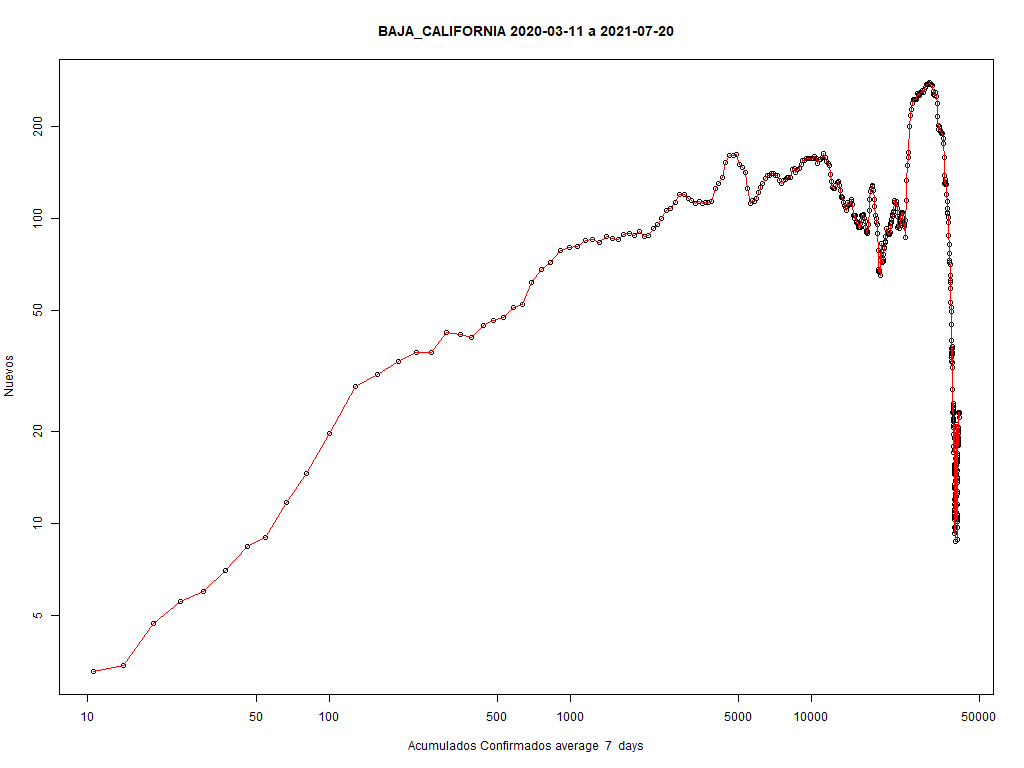 BAJA_CALIFORNIA 2020-03-11 a 2021-07-20
200
100
50
20
10
5
Nuevos
10 50 100 500 1000 5000 10000 50000
Acumulados Confirmados average 7 days